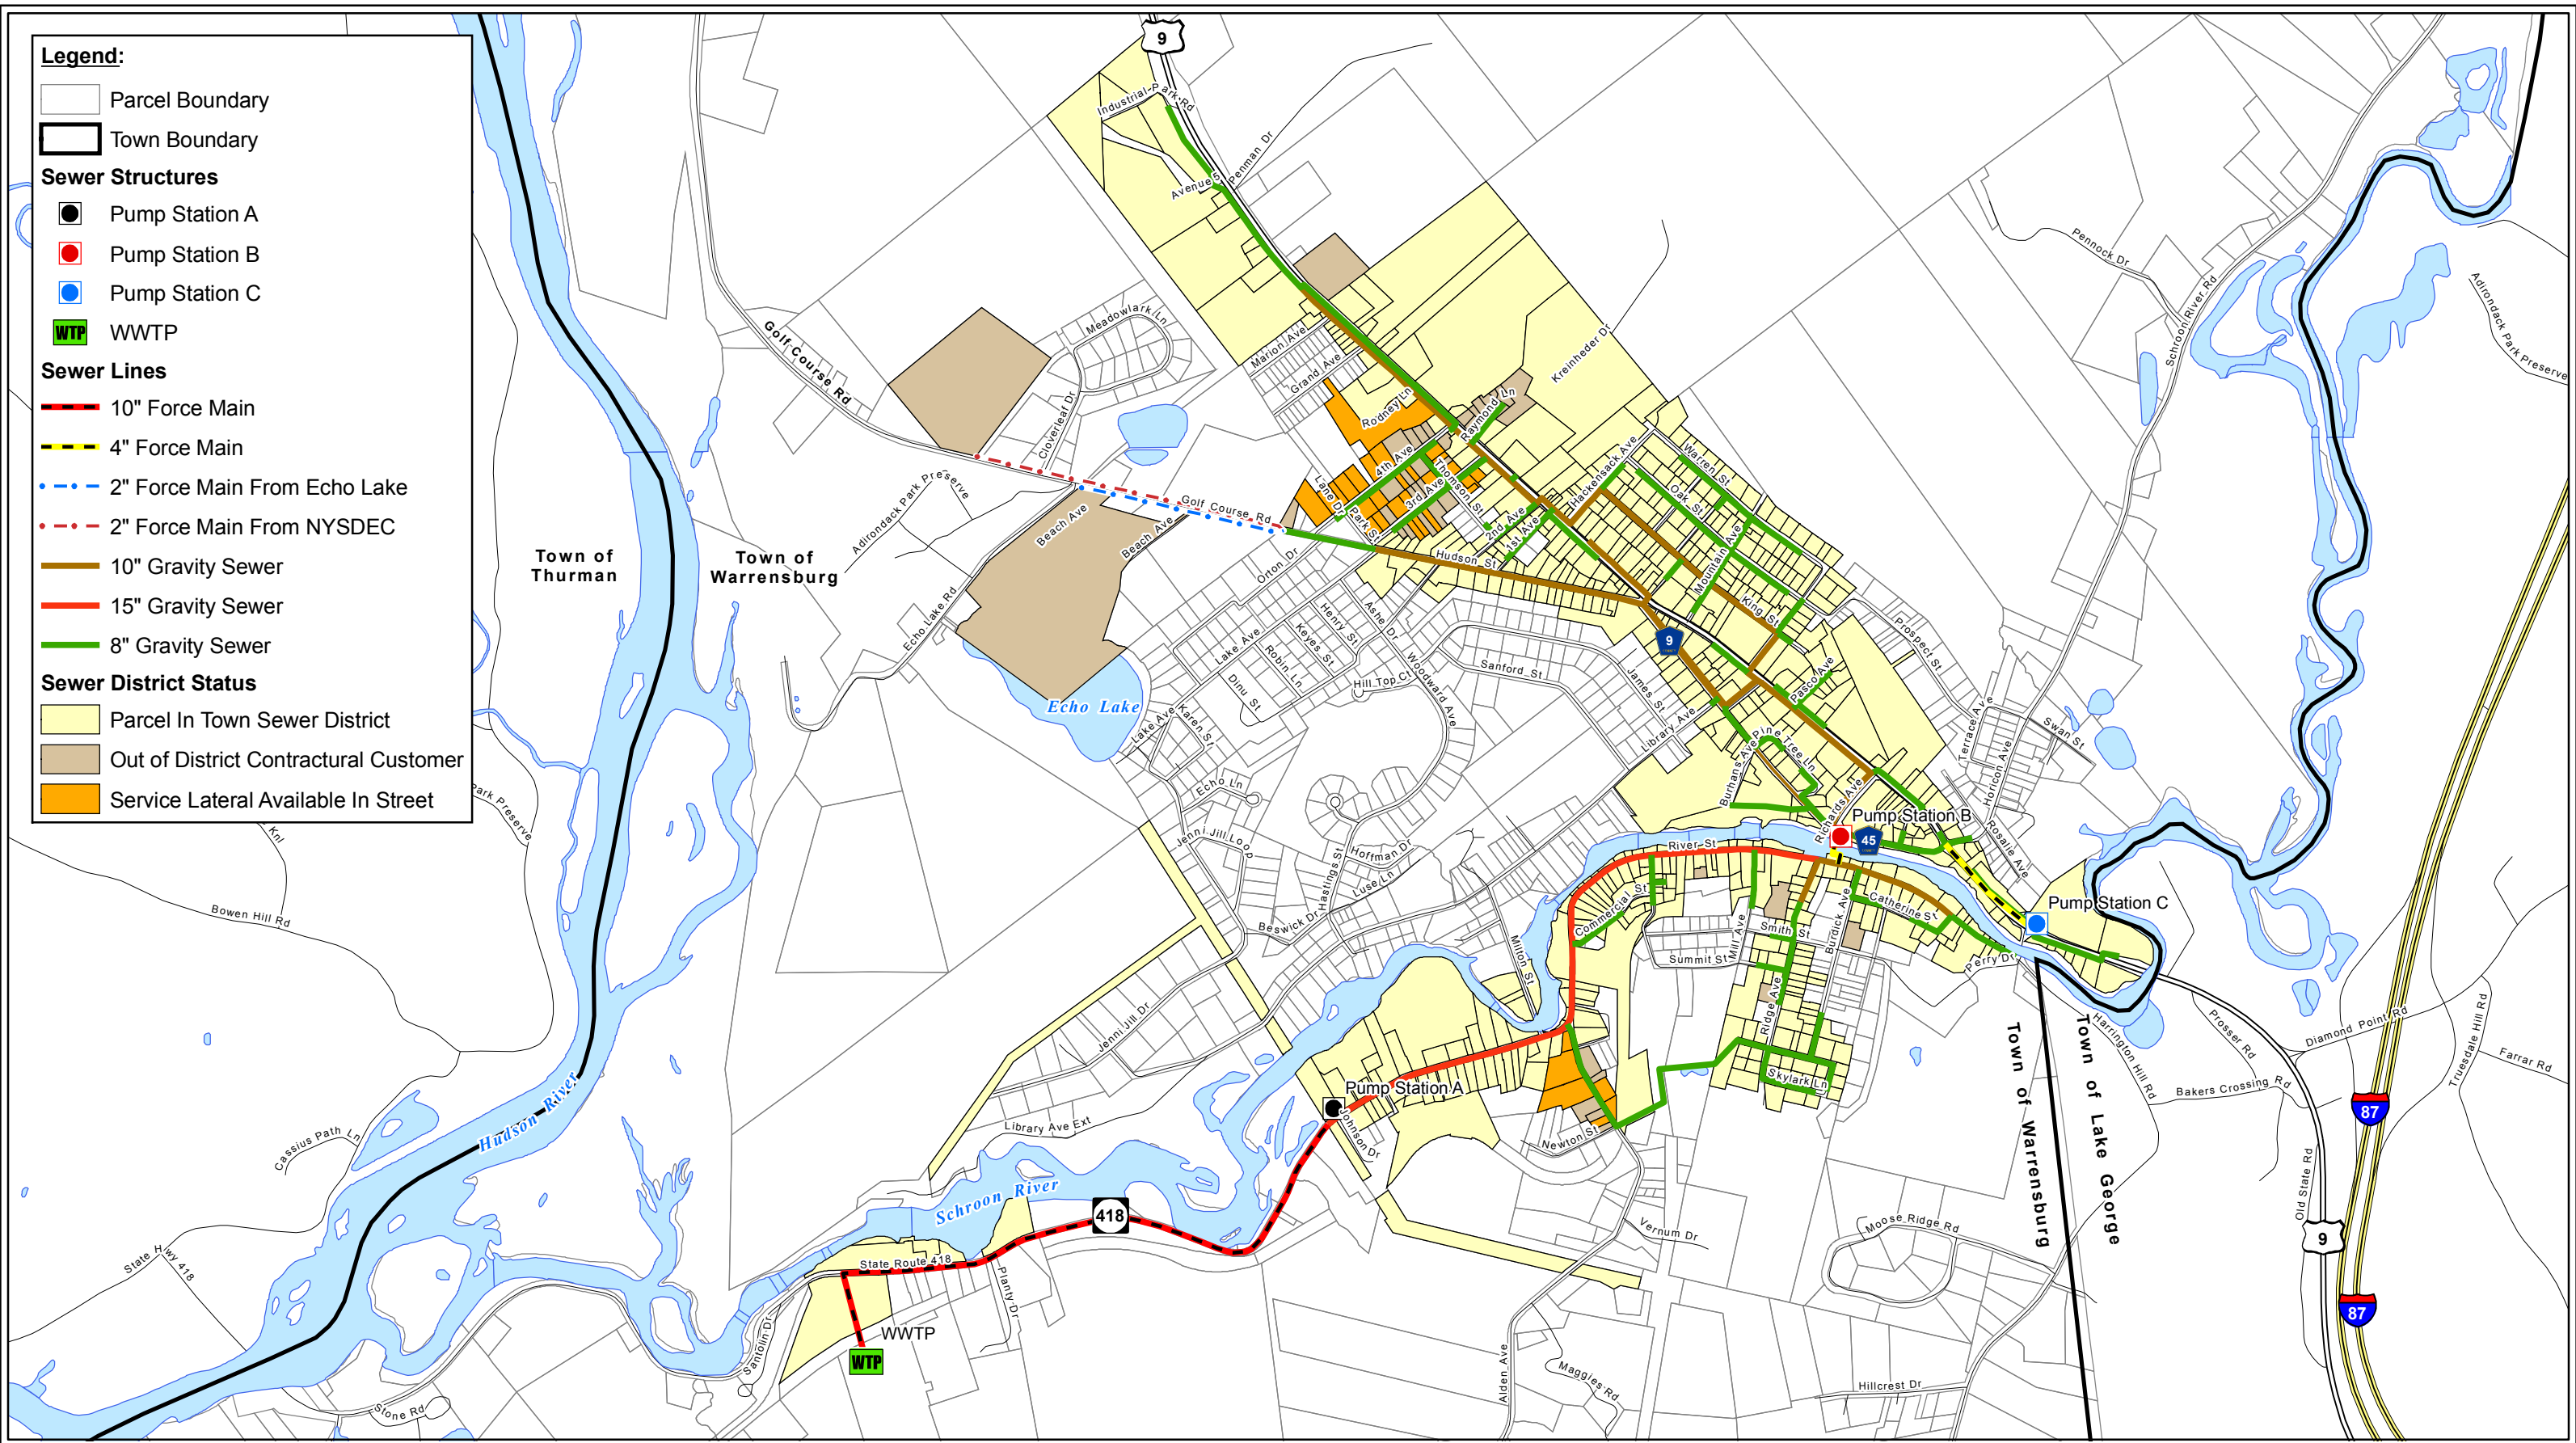 Legend:
Parcel Boundary
Town Boundary
Sewer Structures
Pump Station A
Pump Station B
Pump Station C
WTP WWTP
Sewer Lines
10" Force Main
4" Force Main
2" Force Main From Echo Lake
2" Force Main From NYSDEC
10" Gravity Sewer
15" Gravity Sewer
8" Gravity Sewer
Sewer District Status
Parcel In Town Sewer District
Out of District Contractural Customer
Service Lateral Available In Street
9
Industrial Park Rd
Penman Dr
Avenue 5
Pennock Dr
Schroon River Rd
Adirondack Park Preserve
Meadowlark Ln
Golf Course Rd
Cloverleaf Dr
Marion Ave
Grand Ave
Rodney Ln
Raymond Ln
Kreinheder Dr
4th Ave
Thomson St
3rd Ave
Lane Dr
Park St
2nd Ave
1st Ave
Hackensack Ave
Warren St
Oak St
Mountain Ave
King St
Golf Course Rd
Adirondack Park Preserve
Beach Ave
Beach Ave
Hudson St
Orton Dr
Town of
Thurman
Town of
Warrensburg
Echo Lake Rd
Ashe Dr
Henry St
Keyes St
Robin Ln
Lake Ave
Dinu St
Hill Top Ct
Woodward Ave
Sanford St
James St
9
Library Ave
Pasco Ave
Prospect St
Terrace Ave
Swan St
Horicon Ave
Echo Lake
Lake Ave
Karen St
Echo Ln
Pine Tree Ln
Burhans Ave
Richards Ave
Pump Station B
45
Rosalie Ave
Park Preserve
Knl
Jenni Jill Loop
Hoffman Dr
Luse Ln
Hastings St
Beswick Dr
River St
Commercial St
Mill Ave
Smith St
Summit St
Burdick Ave
Catherine St
Perry Dr
Ridge Ave
Pump Station C
Bowen Hill Rd
Milton St
Jenni Jill Dr
Skylark Ln
Pump Station A
Johnson Dr
Newton St
Library Ave Ext
Harrington Hill Rd
Prosser Rd
Diamond Point Rd
Truesdale Hill Rd
Farrar Rd
Bakers Crossing Rd
87
Town of Warrensburg
Town of Lake George
Hudson River
Cassius Path Ln
State Hwy 418
Schroon River
418
State Route 418
Planty Dr
Santolin Dr
WWTP
WTP
Stone Rd
Vernum Dr
Moose Ridge Rd
Old State Rd
9
87
Alden Ave
Maggies Rd
Hillcrest Dr